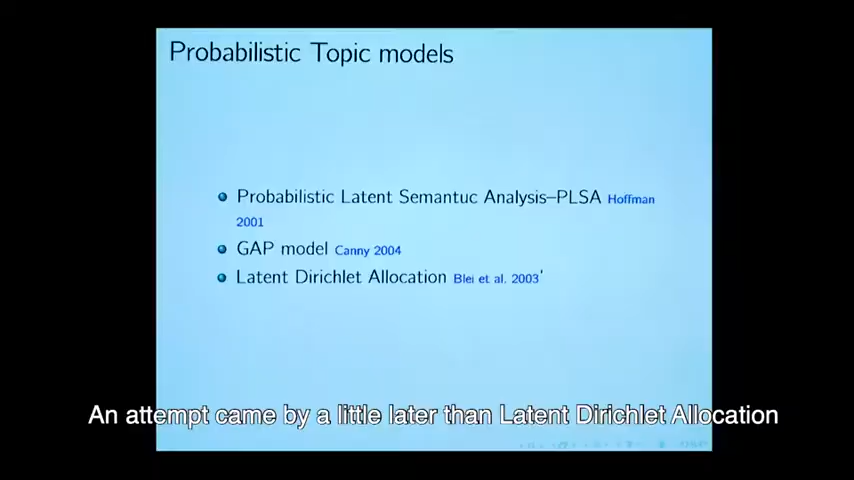 Probabilistic Topic models
Probabilistic Latent Semantuc Analysis–PLSA Hoffman
2001
GAP model Canny 2004
Latent Dirichlet Allocation Blei et al. 2003'
An attempt came by a little later than Latent Dirichlet Allocation